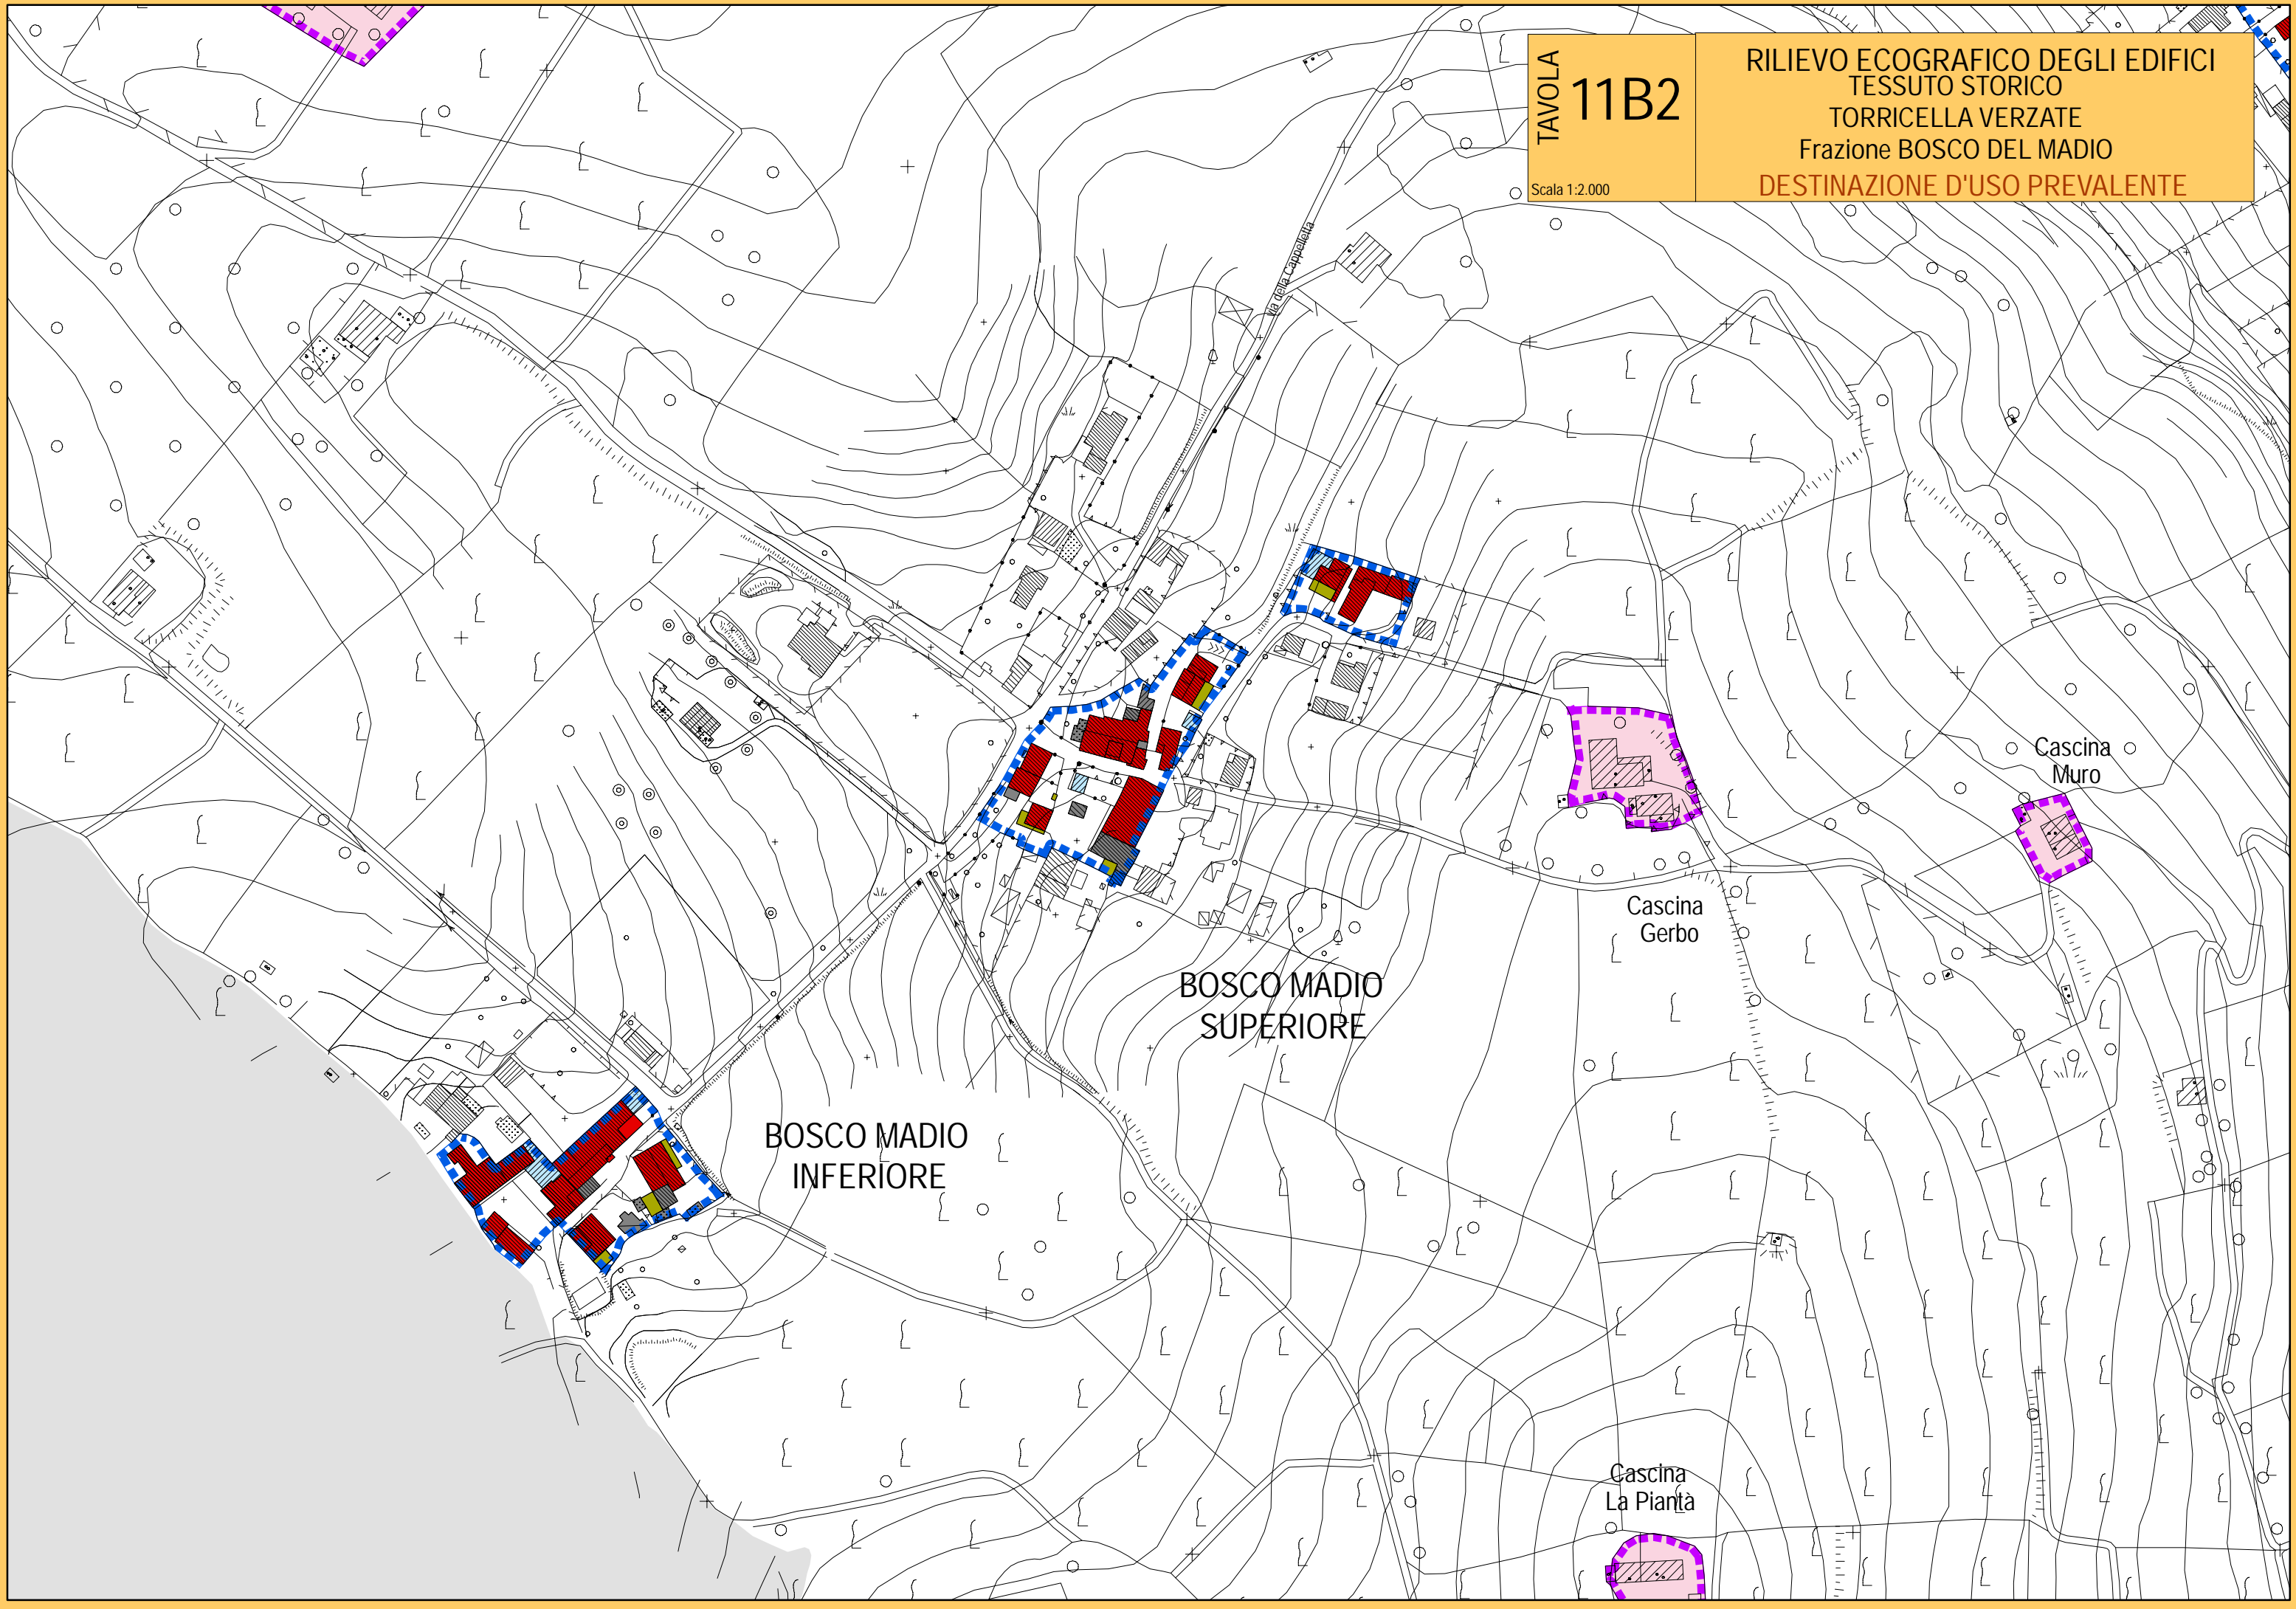 TAVOLA
11B2
Scala 1:2.000
RILIEVO ECOGRAFICO DEGLI EDIFICI
TESSUTO STORICO
TORRICELLA VERZATE
Frazione BOSCO DEL MADIO
DESTINAZIONE D'USO PREVALENTE
Via della Cappelletta
Cascina
Muro
Cascina
Gerbo
BOSCO MADIO
SUPERIORE
BOSCO MADIO
INFERIORE
Cascina
La Piantà